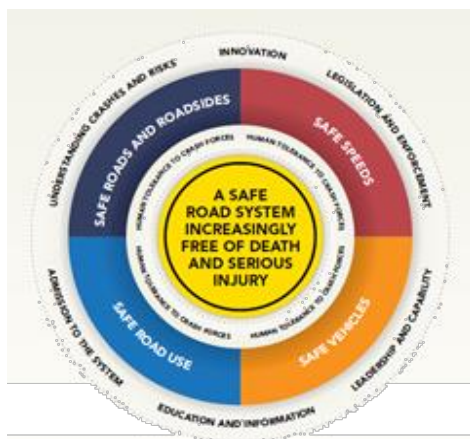 INNOVATION
LEGISLATION AND ENFORCEMENT
LEADERSHIP AND CAPABILITY
EDUCATION AND INFORMATION
ADMISSION TO THE SYSTEM
UNDERSTANDING CRASHES AND RISKS
SAFE ROADS AND ROADSIDES
SAFE SPEEDS
SAFE VEHICLES
SAFE ROAD USE
HUMAN TOLERANCE TO CRASH FORCES
HUMAN TOLERANCE TO CRASH FORCES
HUMAN TOLERANCE TO CRASH FORCES
HUMAN TOLERANCE TO CRASH FORCES
A SAFE
ROAD SYSTEM
INCREASINGLY
FREE OF DEATH
AND SERIOUS
INJURY